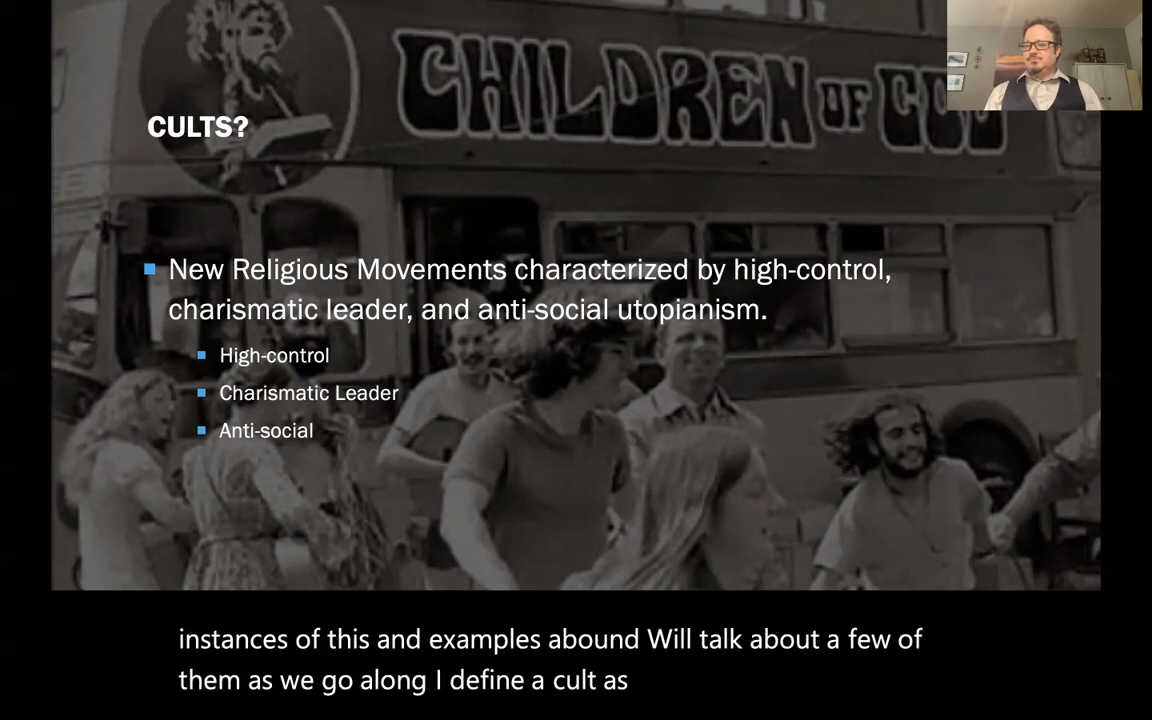 CHILDREN OF GOD
CULTS?
New Religious Movements characterized by high-control,
charismatic leader, and anti-social utopianism.
High-control
Charismatic Leader
Anti-social
instances of this and examples abound Will talk about a few of
them as we go along I define a cult as